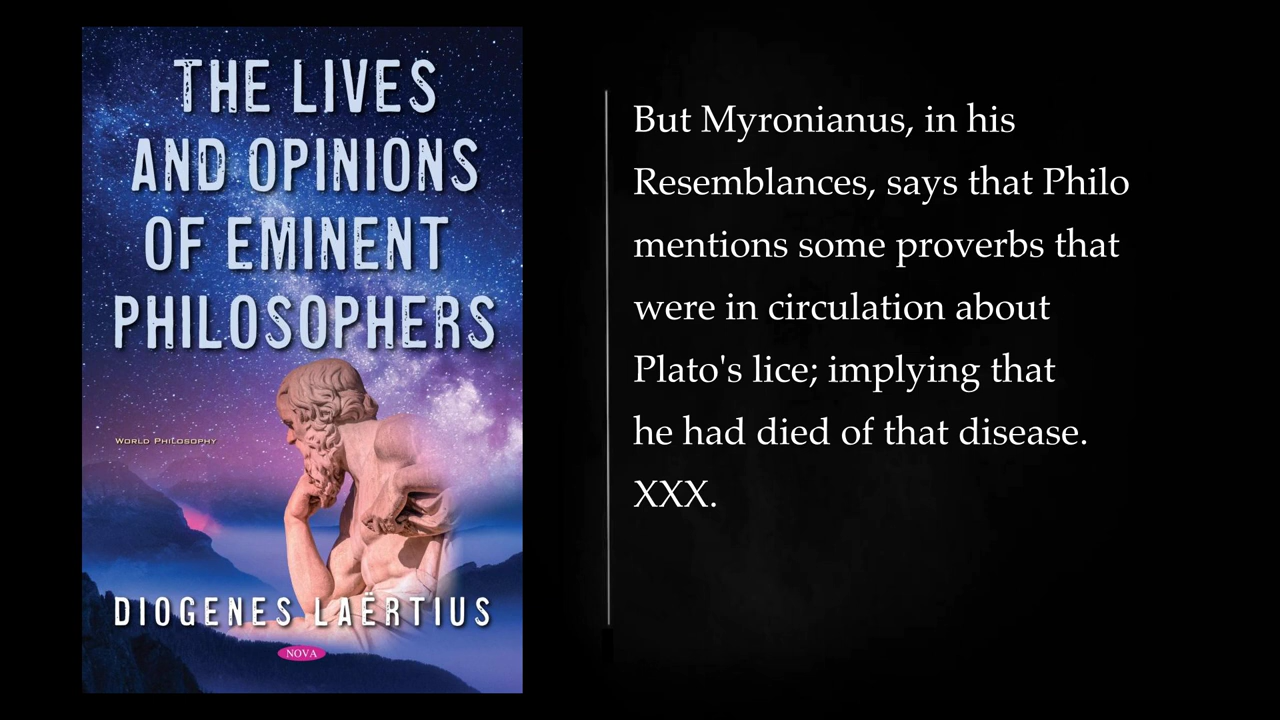 THE LIVES
AND OPINIONS
OF EMINENT
PHILOSOPHERS
WORLD PHILOSOPHY
DIOGENES LAËRTIUS
NOVA
But Myronianus, in his
Resemblances, says that Philo
mentions some proverbs that
were in circulation about
Plato's lice; implying that
he had died of that disease.
XXX.